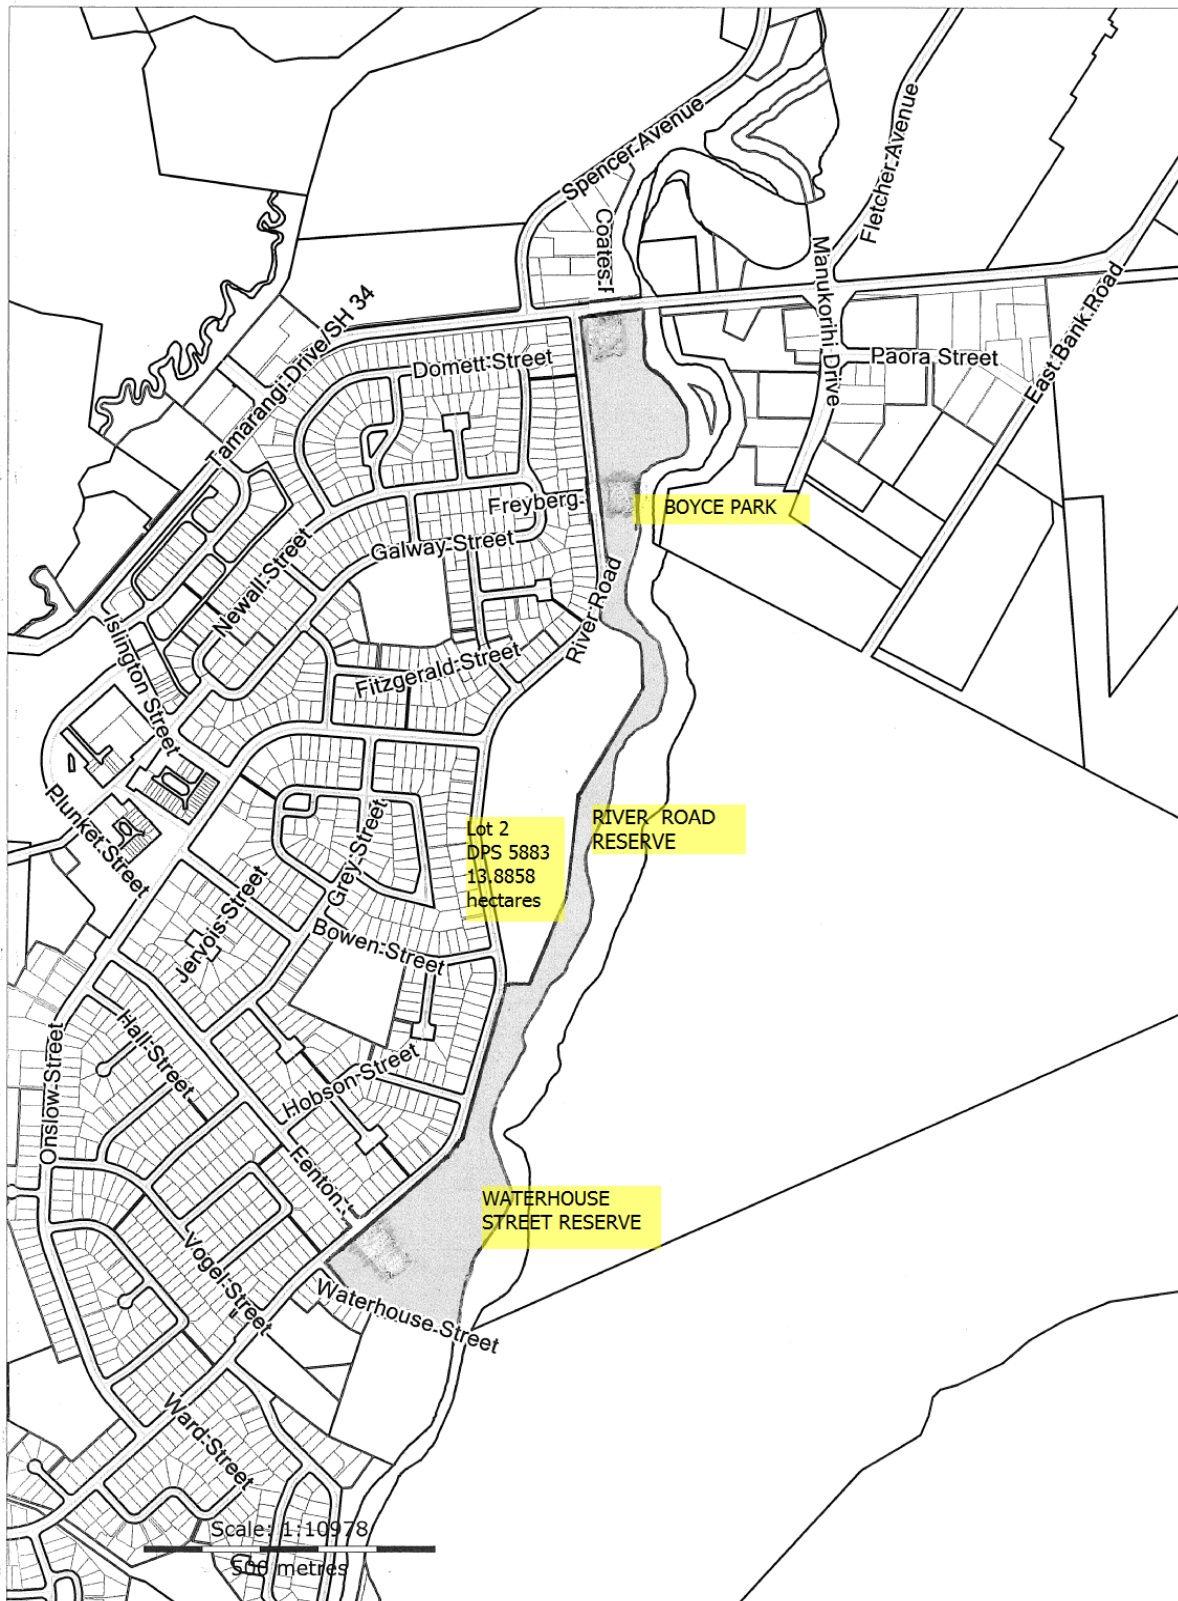 Spencer Avenue
Fletcher Avenue
Coates
Manukorihi Drive
Tamarangi Drive/SH 34
East Bank Road
Domett Street
Paora Street
Freyberg
BOYCE PARK
Galway Street
Newall Street
River Road
Islington Street
Fitzgerald Street
Plunket Street
Grey Street
Lot 2
DPS 5883
13.8858
hectares
RIVER ROAD
RESERVE
Jervois Street
Bowen Street
Hall Street
Onslow Street
Hobson Street
Fenton
WATERHOUSE
STREET RESERVE
Vogel Street
Waterhouse Street
Ward Street
Scale: 1:10978
500 metres